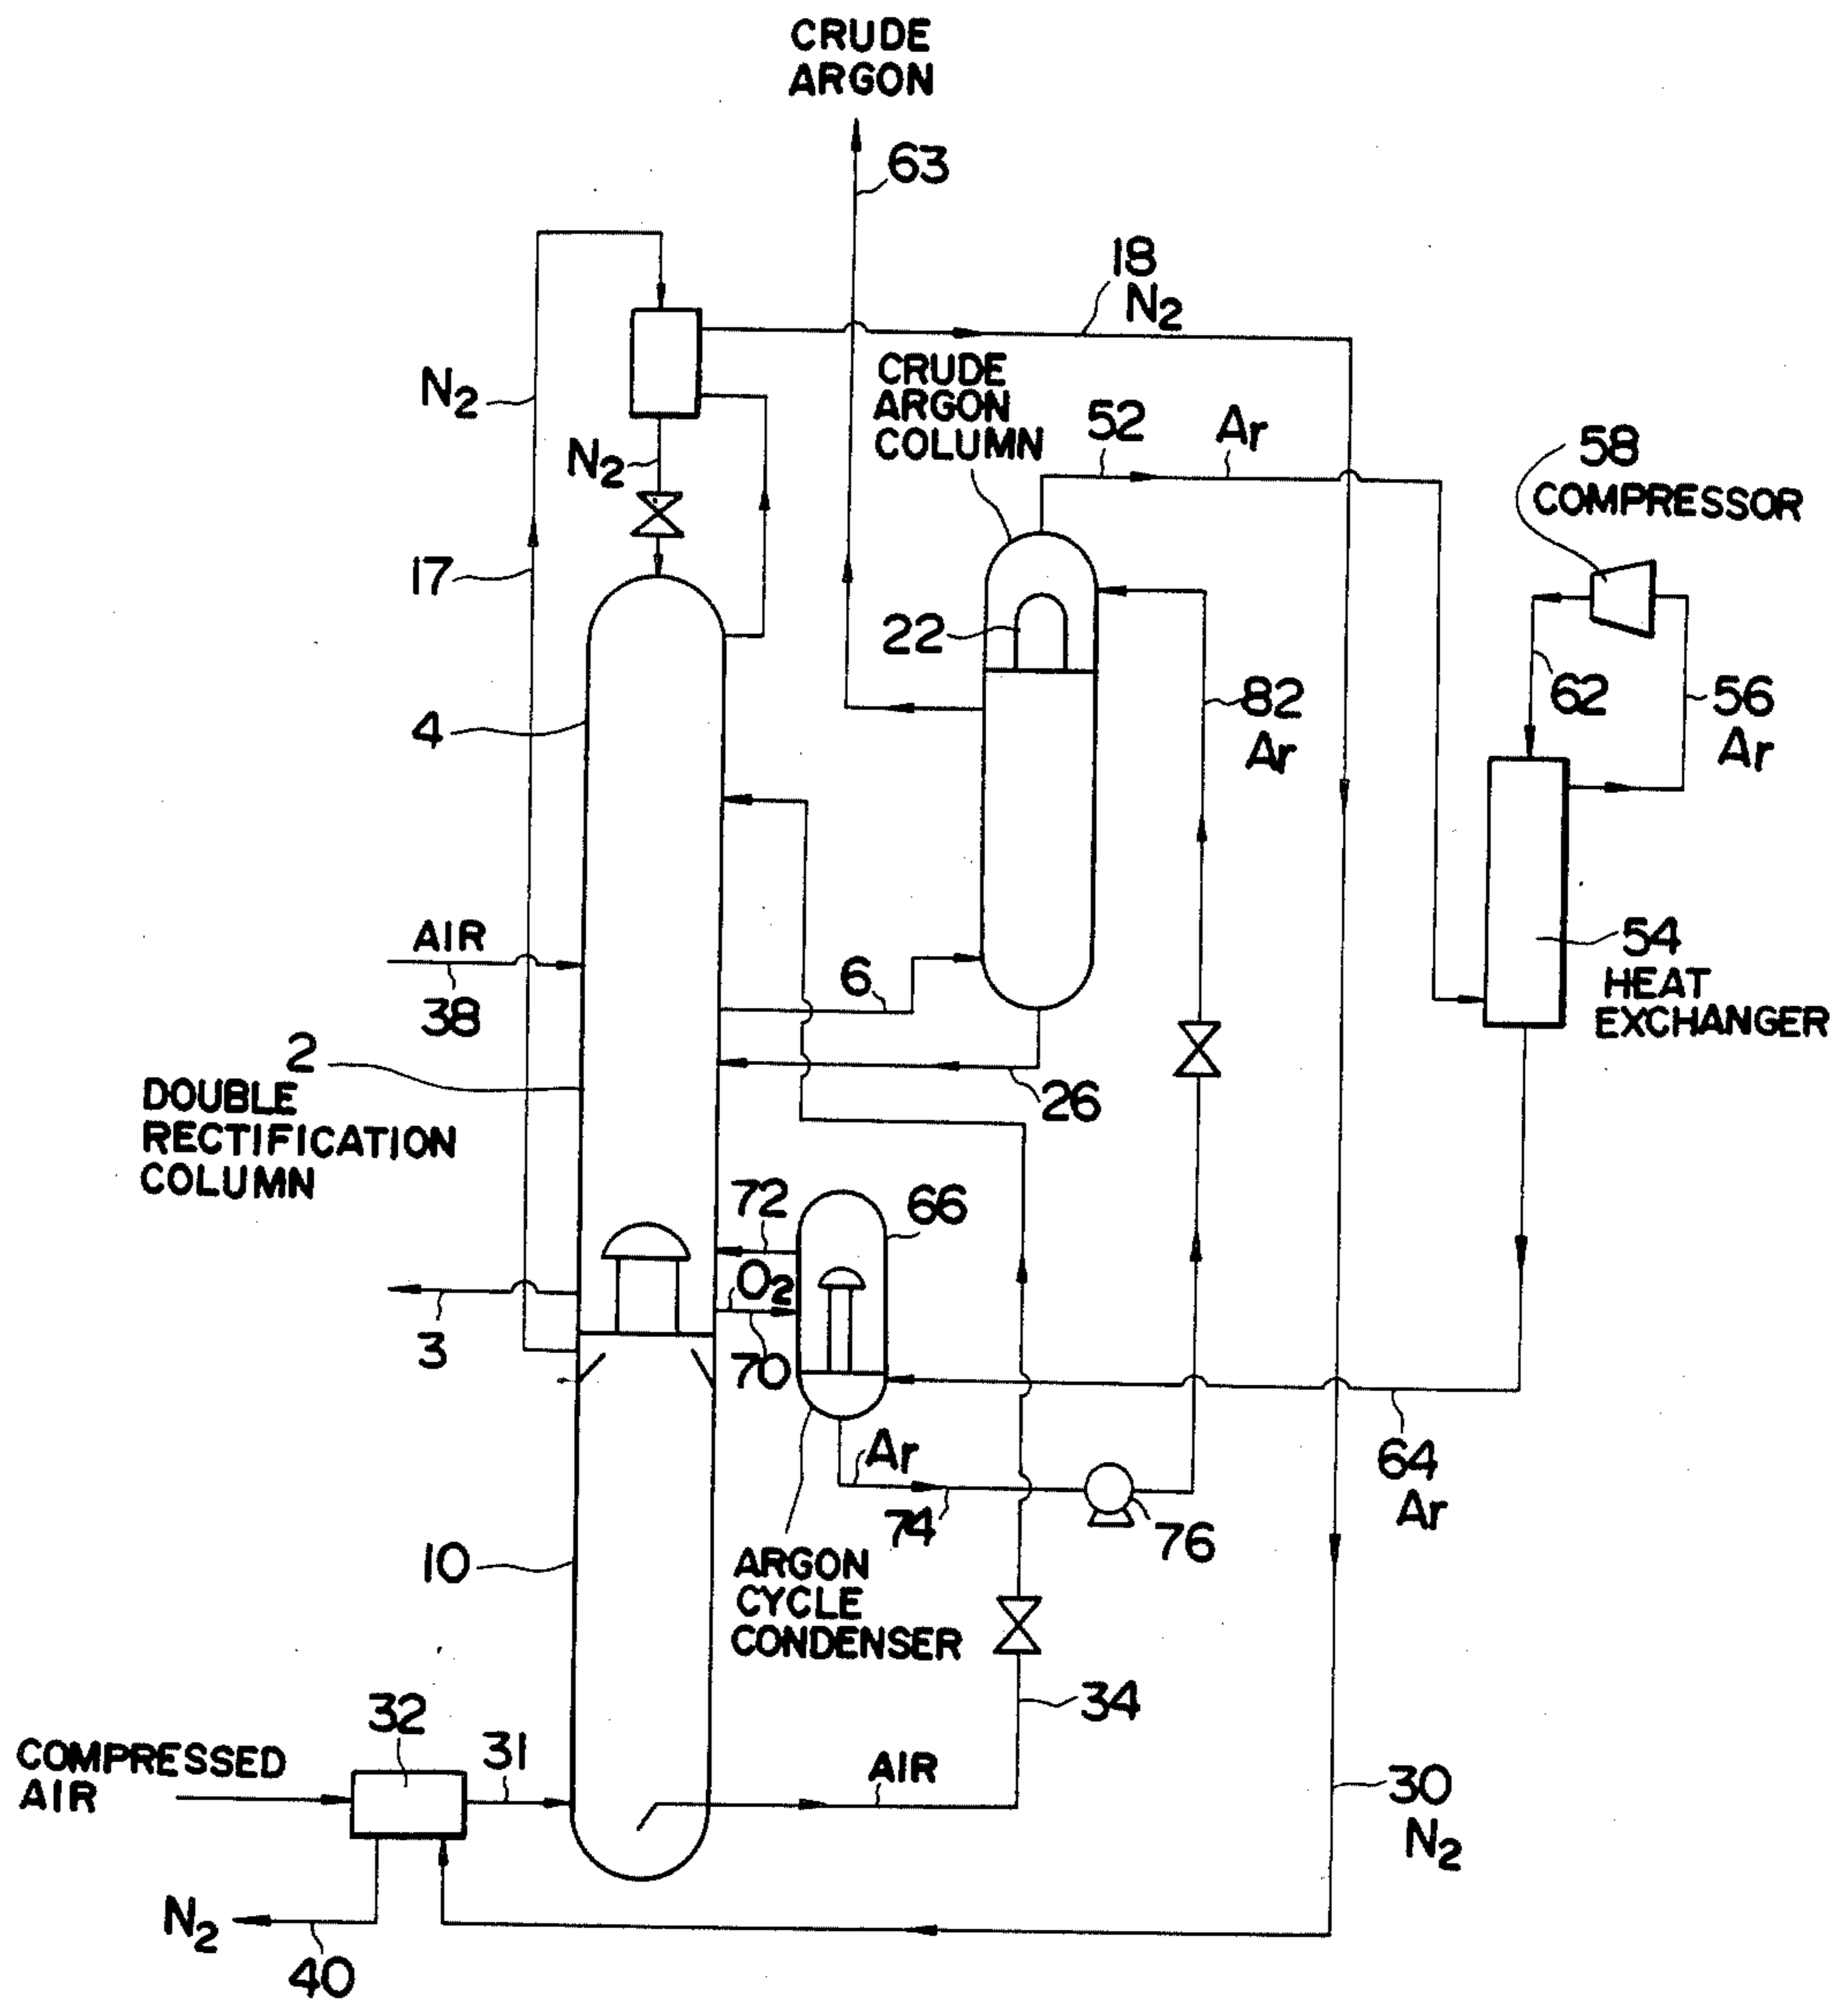 CRUDE
ARGON
63
18
N2
N2
CRUDE
ARGON
COLUMN
52
Ar
58
COMPRESSOR
N2
17
22
62
56
Ar
4
82
Ar
AIR
38
6
54
HEAT
EXCHANGER
2
DOUBLE
RECTIFICATION
COLUMN
26
72
66
O2
3
70
64
Ar
Ar
74
76
10
ARGON
CYCLE
CONDENSER
32
34
COMPRESSED
AIR
31
AIR
30
N2
N2
40